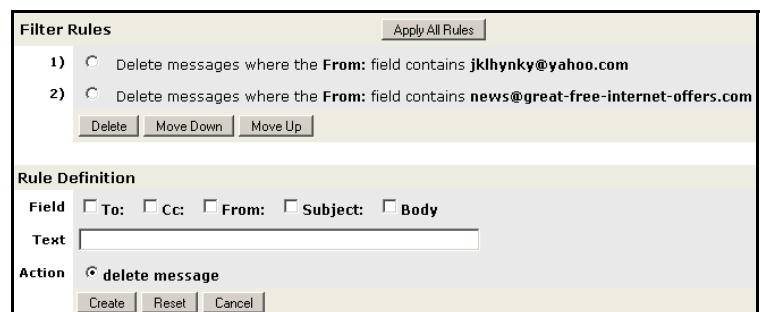 Filter Rules Apply All Rules
1) Delete messages where the From: field contains jklhynky@yahoo.com
2) Delete messages where the From: field contains news@great-free-internet-offers.com
Delete Move Down Move Up
Rule Definition
Field To: Cc: From: Subject: Body
Text
Action delete message
Create Reset Cancel